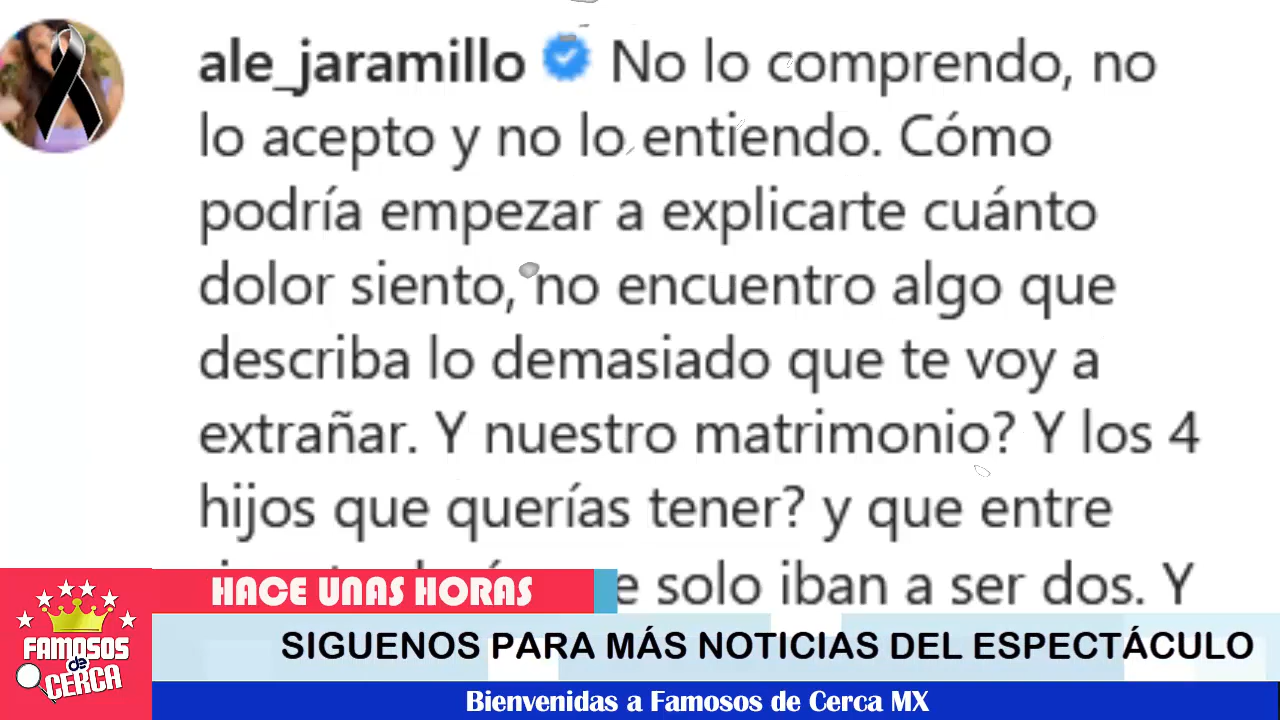 ale_jaramillo No lo comprendo, no
lo acepto y no lo entiendo. Cómo
podría empezar a explicarte cuánto
dolor siento, no encuentro algo que
describa lo demasiado que te voy a
extrañar. Y nuestro matrimonio? Y los 4
hijos que querías tener? y que entre
solo iban a ser dos. Y
HACE UNAS HORAS
SIGUENOS PARA MÁS NOTICIAS DEL ESPECTÁCULO
FAMOSOS
de
CERCA
Bienvenidas a Famosos de Cerca MX